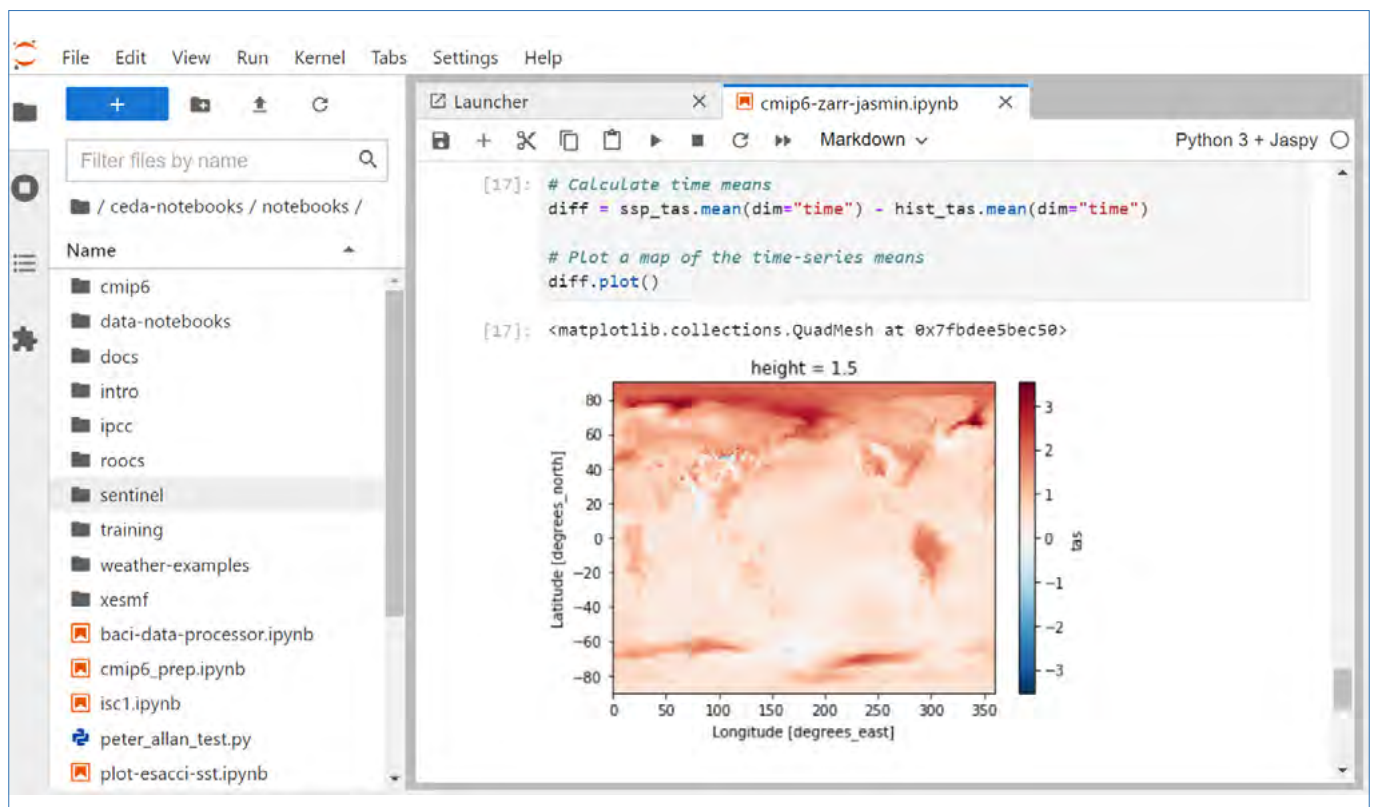 File Edit View Run Kernel Tabs Settings Help
Filter files by name
/ ceda-notebooks / notebooks /
Name
cmip6
data-notebooks
docs
intro
ipcc
roocs
sentinel
training
weather-examples
xesmf
baci-data-processor.ipynb
cmip6_prep.ipynb
isc1.ipynb
peter_allan_test.py
plot-esacci-sst.ipynb
Launcher
cmip6-zarr-jasmin.ipynb
Markdown
Python 3 + Jaspy
[17]: # Calculate time means
diff = ssp_tas.mean(dim="time") - hist_tas.mean(dim="time")
# Plot a map of the time-series means
diff.plot()
[17]: <matplotlib.collections.QuadMesh at 0x7fbdee5bec50>
height = 1.5
80
60
40
20
0
−20
−40
−60
−80
Latitude [degrees_north]
0 50 100 150 200 250 300 350
Longitude [degrees_east]
3
2
1
0
−1
−2
−3
tas